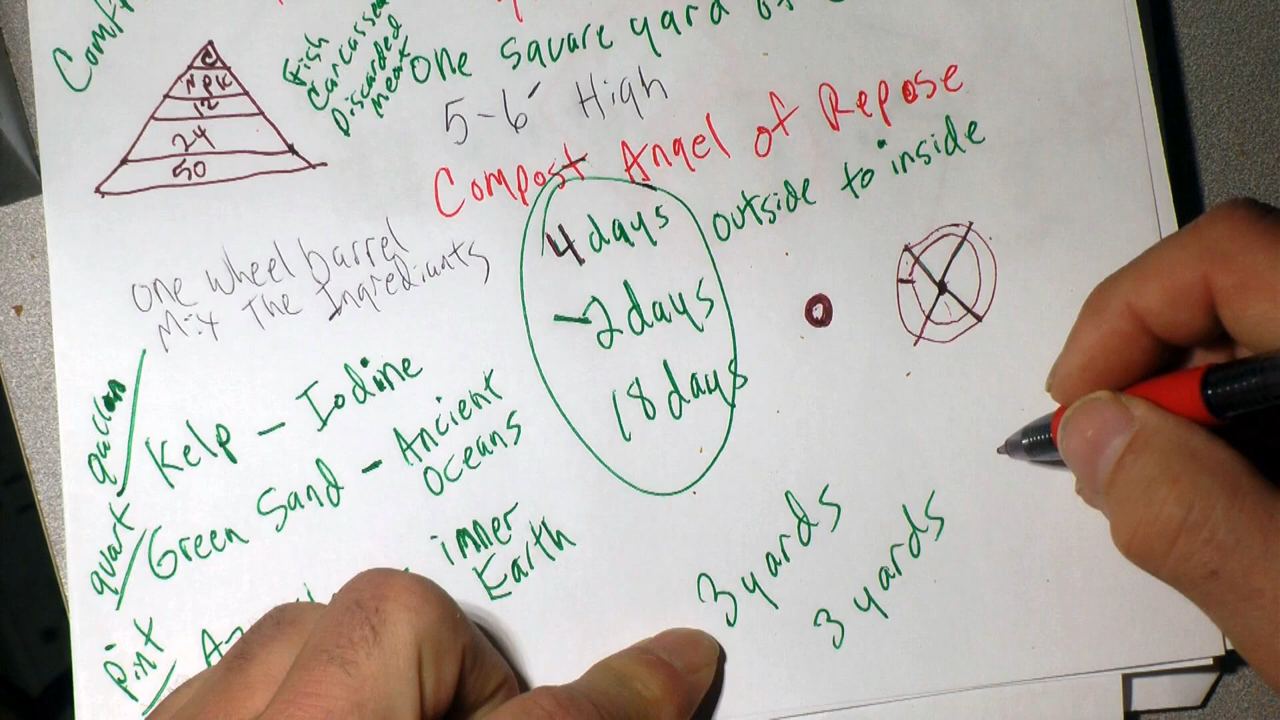 one square yard
5-6' High
Compost Angel of Repose
Fish
Carcasses
Discarded
meat
C
NPK
12
24
50
4 days outside to inside
-2 days
18 days
one wheel barrel
Mix The Ingrediants
gallon
Kelp - Iodine
quart
Green Sand - Ancient
Oceans
pint
inner
Earth
3 yards
3 yards